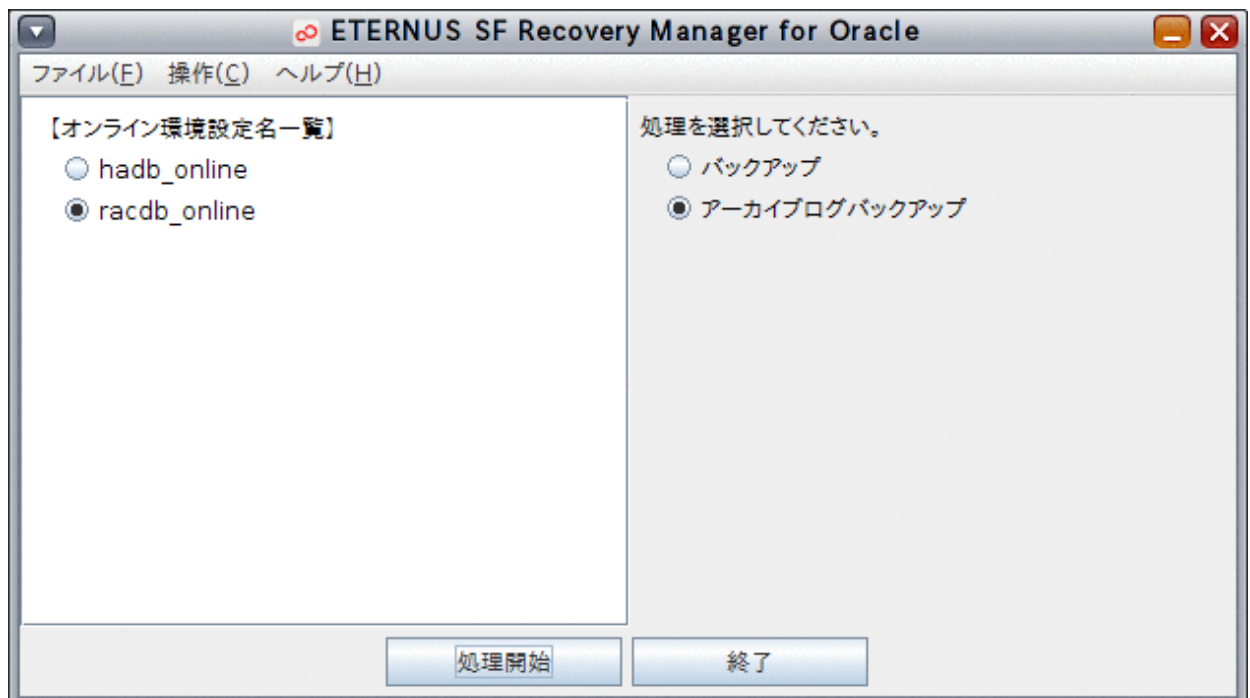 ETERNUS SF Recovery Manager for Oracle
ファイル(F) 操作(C) ヘルプ(H)
【オンライン環境設定名一覧】
hadb_online
racdb_online
処理を選択してください。
バックアップ
アーカイブログバックアップ
処理開始 終了